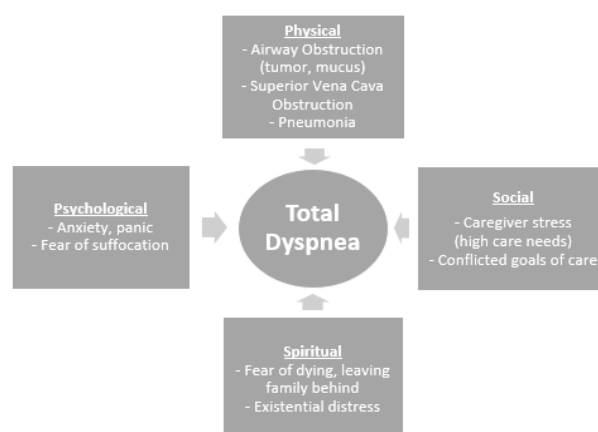 Physical
- Airway Obstruction
(tumor, mucus)
- Superior Vena Cava
Obstruction
- Pneumonia
Psychological
- Anxiety, panic
- Fear of suffocation
Total
Dyspnea
Social
- Caregiver stress
(high care needs)
- Conflicted goals of care
Spiritual
- Fear of dying, leaving
family behind
- Existential distress